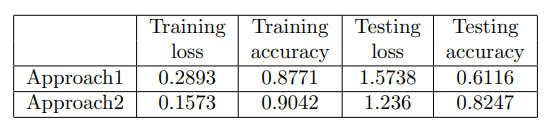 Training Training Testing Testing
loss accuracy loss accuracy
Approach1 0.2893 0.8771 1.5738 0.6116
Approach2 0.1573 0.9042 1.236 0.8247